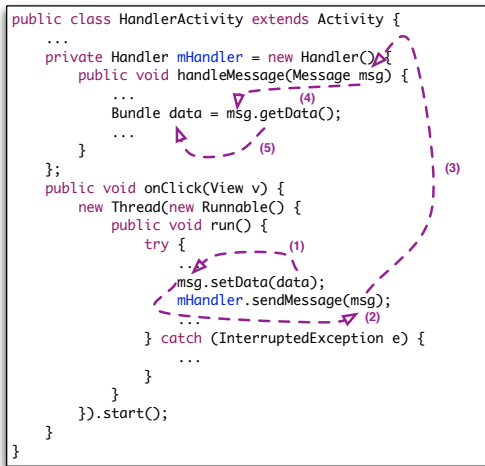 public class HandlerActivity extends Activity {
    ...
    private Handler mHandler = new Handler() {
        public void handleMessage(Message msg) {
            ...
            (4)
            Bundle data = msg.getData();
            ...
            (5)
        }
    };
    (3)
    public void onClick(View v) {
        new Thread(new Runnable() {
            public void run() {
                try {
                    (1)
                    ...
                    msg.setData(data);
                    mHandler.sendMessage(msg);
                    ...
                    (2)
                } catch (InterruptedException e) {
                    ...
                }
            }
        }).start();
    }
}